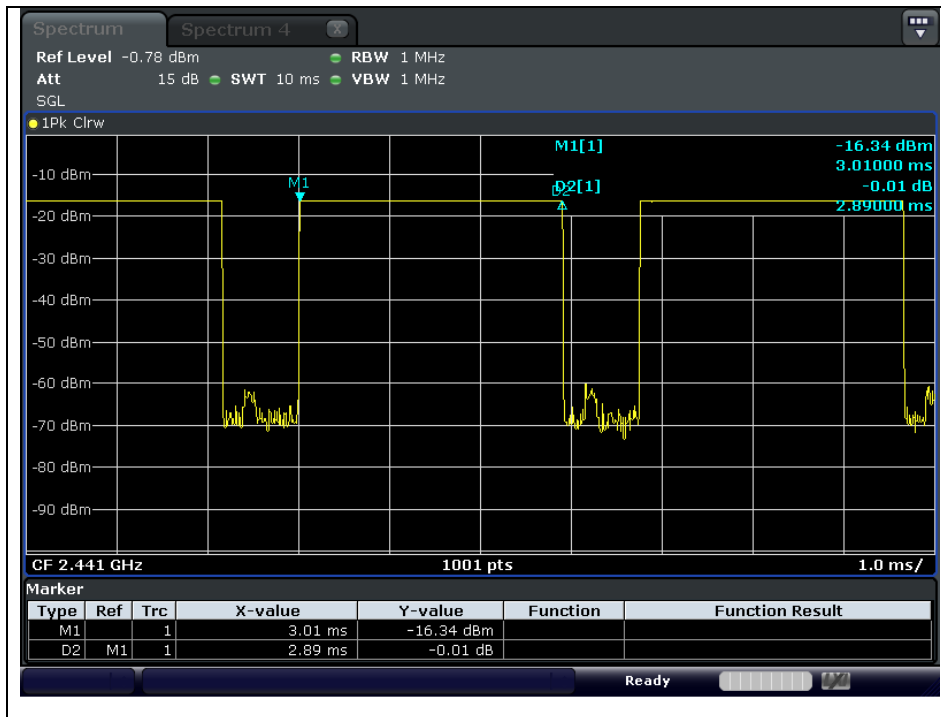 Spectrum Spectrum 4 X
Ref Level -0.78 dBm RBW 1 MHz
Att 15 dB SWT 10 ms VBW 1 MHz
SGL
1Pk Clrw
M1[1] -16.34 dBm
3.01000 ms
-10 dBm
M1
D2
D2[1] -0.01 dB
2.89000 ms
-20 dBm
-30 dBm
-40 dBm
-50 dBm
-60 dBm
-70 dBm
-80 dBm
-90 dBm
CF 2.441 GHz 1001 pts 1.0 ms/
Marker
Type Ref Trc X-value Y-value Function Function Result
M1 1 3.01 ms -16.34 dBm
D2 M1 1 2.89 ms -0.01 dB
Ready